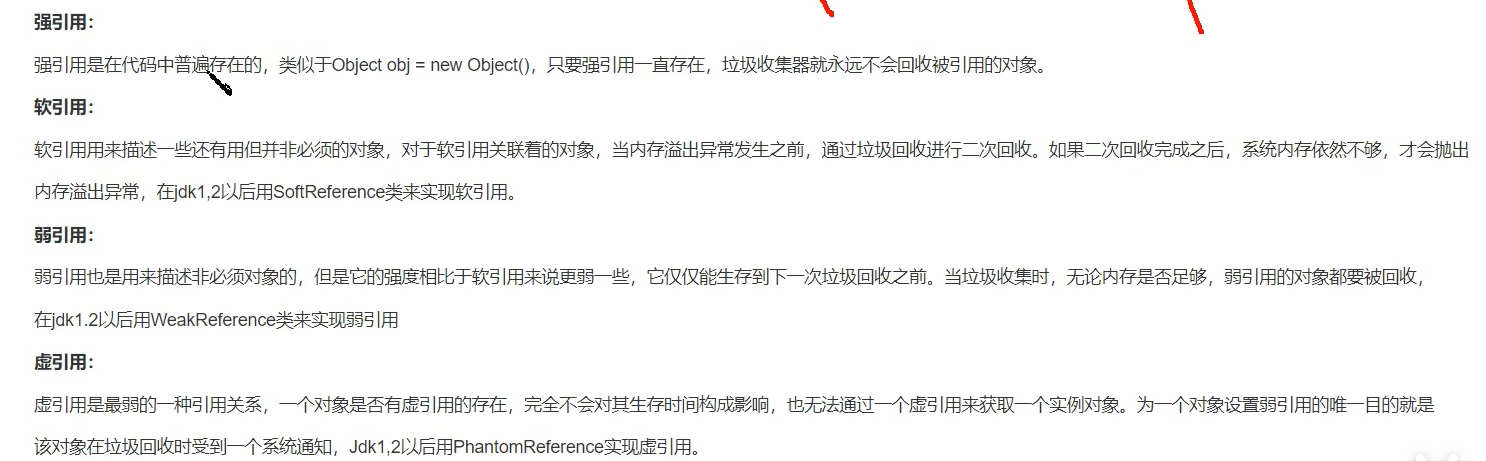 强引用：
强引用是在代码中普遍存在的，类似于Object obj = new Object()，只要强引用一直存在，垃圾收集器就永远不会回收被引用的对象。
软引用：
软引用用来描述一些还有用但并非必须的对象，对于软引用关联着的对象，当内存溢出异常发生之前，通过垃圾回收进行二次回收。如果二次回收完成之后，系统内存依然不够，才会抛出
内存溢出异常，在jdk1,2以后用SoftReference类来实现软引用。
弱引用：
弱引用也是用来描述非必须对象的，但是它的强度相比于软引用来说更弱一些，它仅仅能生存到下一次垃圾回收之前。当垃圾收集时，无论内存是否足够，弱引用的对象都要被回收，
在jdk1.2以后用WeakReference类来实现弱引用
虚引用：
虚引用是最弱的一种引用关系，一个对象是否有虚引用的存在，完全不会对其生存时间构成影响，也无法通过一个虚引用来获取一个实例对象。为一个对象设置弱引用的唯一目的就是
该对象在垃圾回收时受到一个系统通知，Jdk1,2以后用PhantomReference实现虚引用。